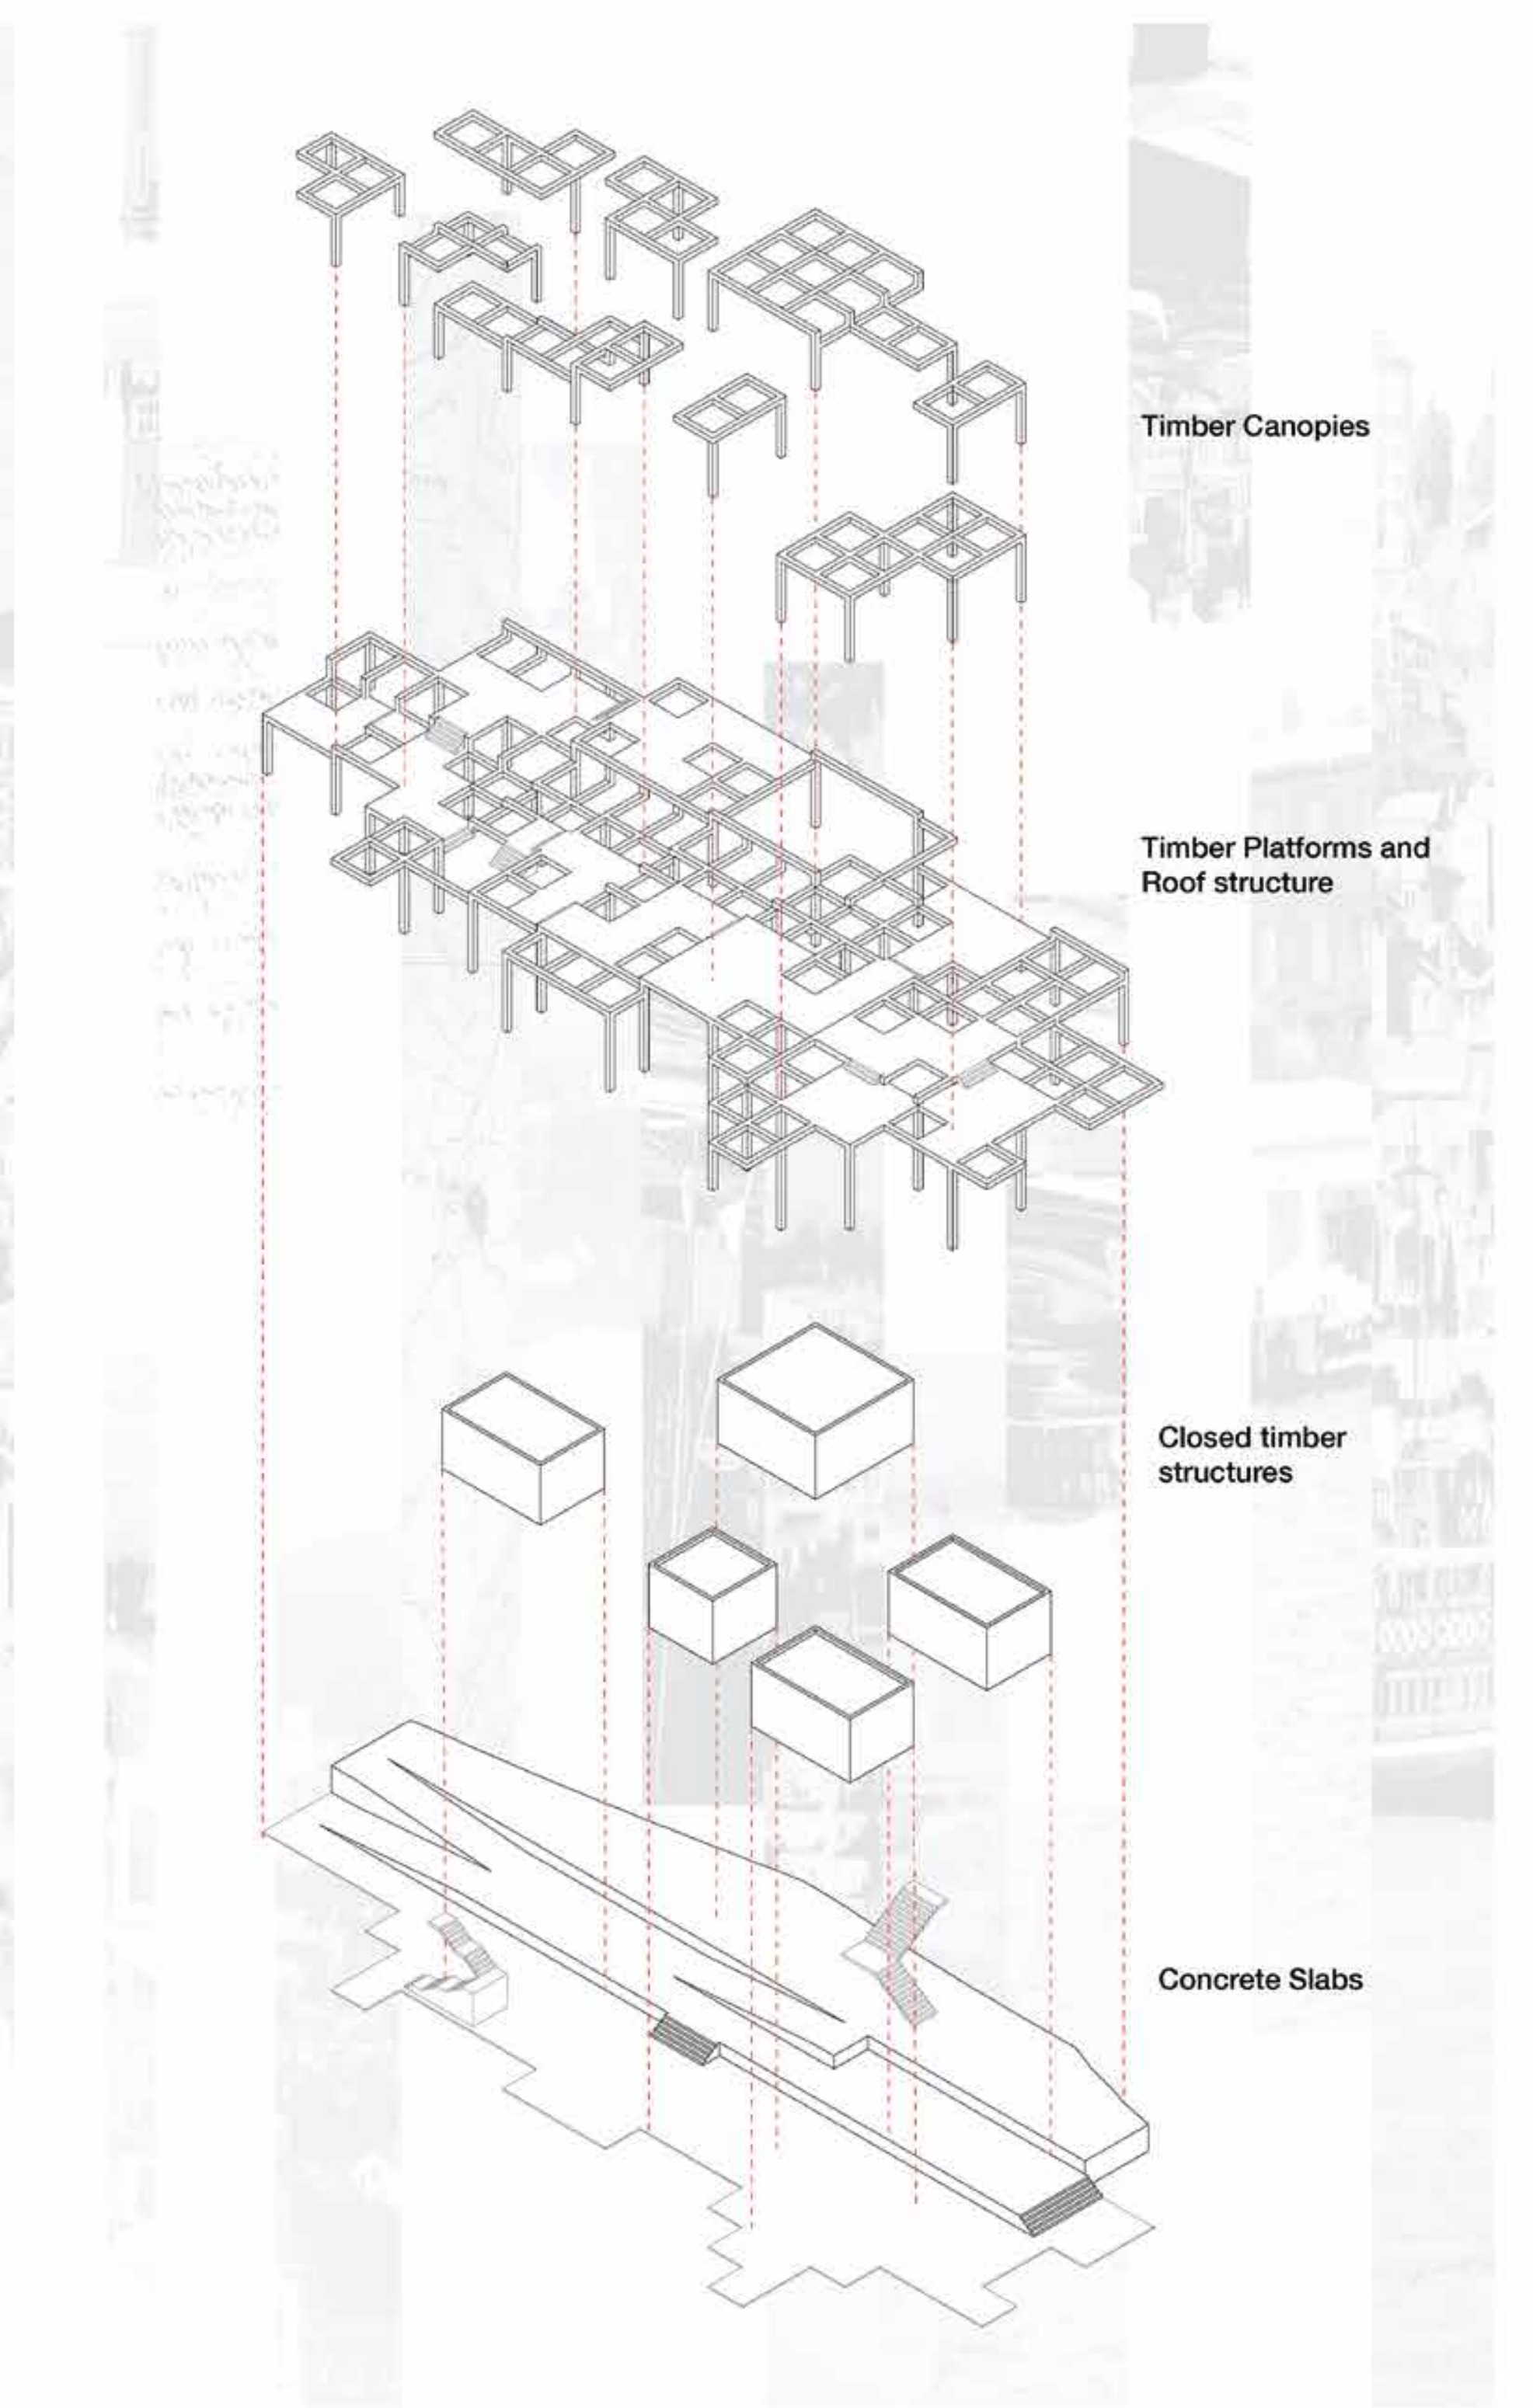 Timber Canopies
Timber Platforms and
Roof structure
Closed timber
structures
Concrete Slabs